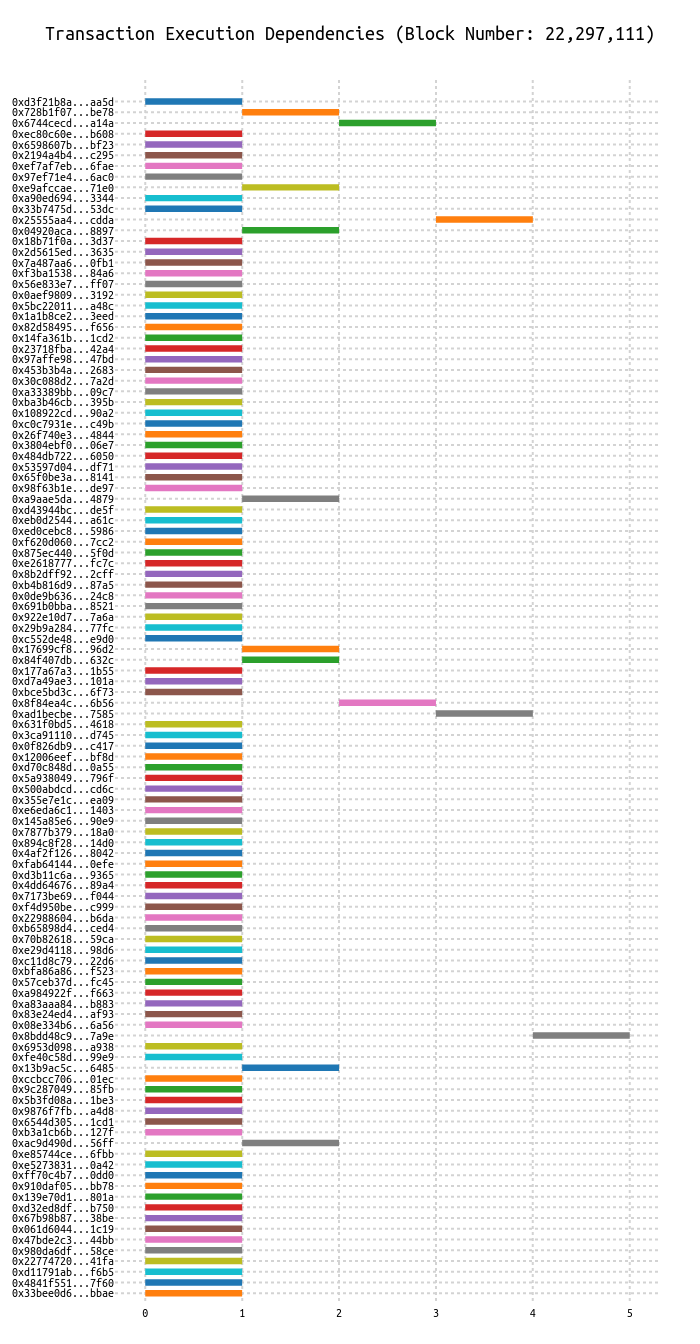 Transaction Execution Dependencies (Block Number: 22,297,111)
0xd3f21b8a...aa5d
0x728b1f07...be78
0x6744cecd...a14a
0xec80c60e...b608
0x6598607b...bf23
0x2194a4b4...c295
0xef7af7eb...6fae
0x97ef71e4...6ac0
0xe9afccae...71e0
0xa90ed694...3344
0x33b7475d...53dc
0x25555aa4...cdda
0x04920aca...8897
0x18b71f0a...3d37
0x2d5615ed...3635
0x7a487aa6...0fb1
0xf3ba1538...84a6
0x56e833e7...ff07
0x0aef9809...3192
0x5bc22011...a48c
0x1a1b8ce2...3eed
0x82d58495...f656
0x14fa361b...1cd2
0x23718fba...42a4
0x97affe98...47bd
0x453b3b4a...2683
0x30c088d2...7a2d
0xa33389bb...09c7
0xba3b46cb...395b
0x108922cd...90a2
0xc0c7931e...c49b
0x26f740e3...4844
0x3804ebf0...06e7
0x484db722...6050
0x53597d04...df71
0x65f0be3a...8141
0x98f63b1e...de97
0xa9aae5da...4879
0xd43944bc...de5f
0xeb0d2544...a61c
0xed0cebc8...5986
0xf620d060...7cc2
0x875ec440...5f0d
0xe2618777...fc7c
0x8b2dff92...2cff
0xb4b816d9...87a5
0x0de9b636...24c8
0x691b0bba...8521
0x922e10d7...7a6a
0x29b9a284...77fc
0xc552de48...e9d0
0x17699cf8...96d2
0x84f407db...632c
0x177a67a3...1b55
0xd7a49ae3...101a
0xbce5bd3c...6f73
0x8f84ea4c...6b56
0xad1becbe...7585
0x631f0bd5...4618
0x3ca91110...d745
0x0f826db9...c417
0x12006eef...bf8d
0xd70c848d...0a55
0x5a938049...796f
0x500abdcd...cd6c
0x355e7e1c...ea09
0xe6eda6c1...1403
0x145a85e6...90e9
0x7877b379...18a0
0x894c8f28...14d0
0x4af2f126...8042
0xfab64144...0efe
0xd3b11c6a...9365
0x4dd64676...89a4
0x7173be69...f044
0xf4d950be...c999
0x22988604...b6da
0xb65898d4...ced4
0x70b82618...59ca
0xe29d4118...98d6
0xc11d8c79...22d6
0xbfa86a86...f523
0x57ceb37d...fc45
0xa984922f...f663
0xa83aaa84...b883
0x83e24ed4...af93
0x08e334b6...6a56
0x8bdd48c9...7a9e
0x6953d098...a938
0xfe40c58d...99e9
0x13b9ac5c...6485
0xccbcc706...01ec
0x9c287049...85fb
0x5b3fd08a...1be3
0x9876f7fb...a4d8
0x6544d305...1cd1
0xb3a1cb6b...127f
0xac9d490d...56ff
0xe85744ce...6fbb
0xe5273831...0a42
0xff70c4b7...0dd0
0x910daf05...bb78
0x139e70d1...801a
0xd32ed8df...b750
0x67b98b87...38be
0x061d6044...1c19
0x47bde2c3...44bb
0x980da6df...58ce
0x22774720...41fa
0xd11791ab...f6b5
0x4841f551...7f60
0x33bee0d6...bbae
0 1 2 3 4 5